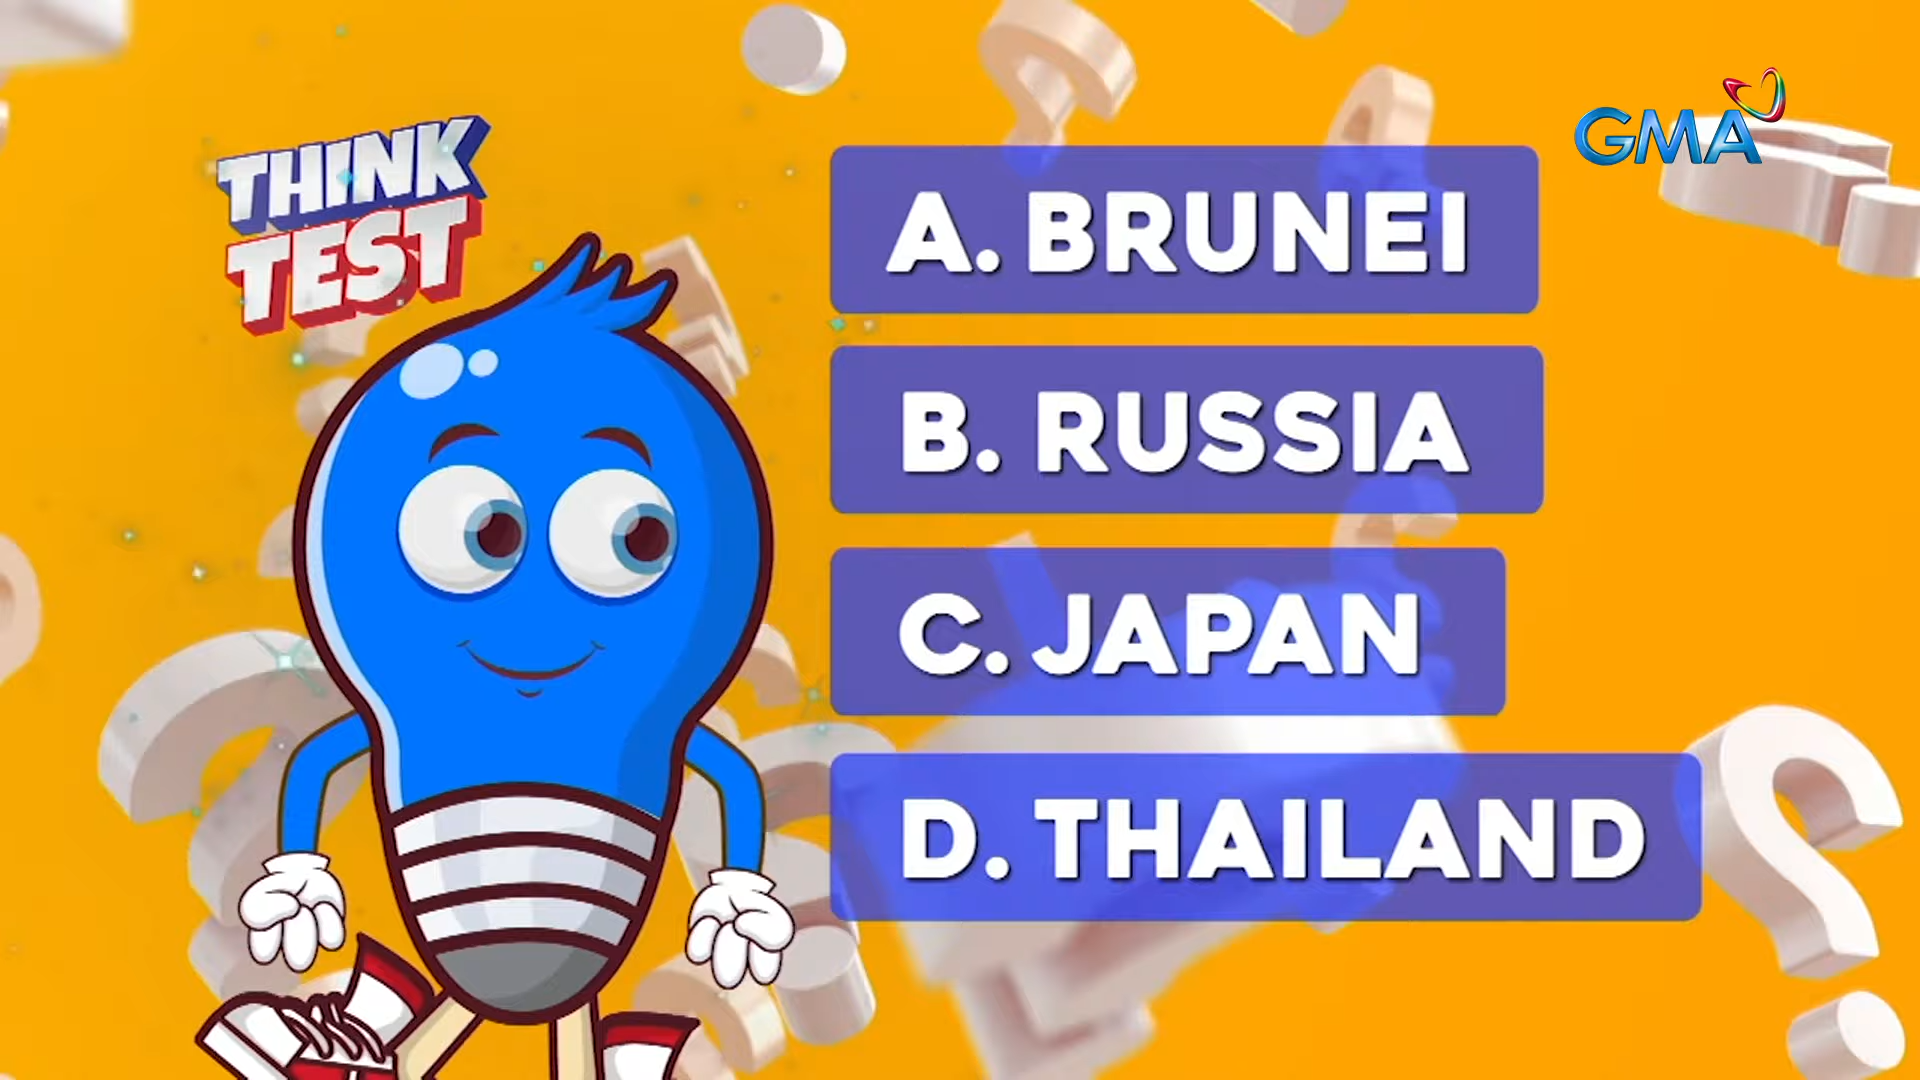 THINK
TEST
GMA
A. BRUNEI
B. RUSSIA
C. JAPAN
D. THAILAND